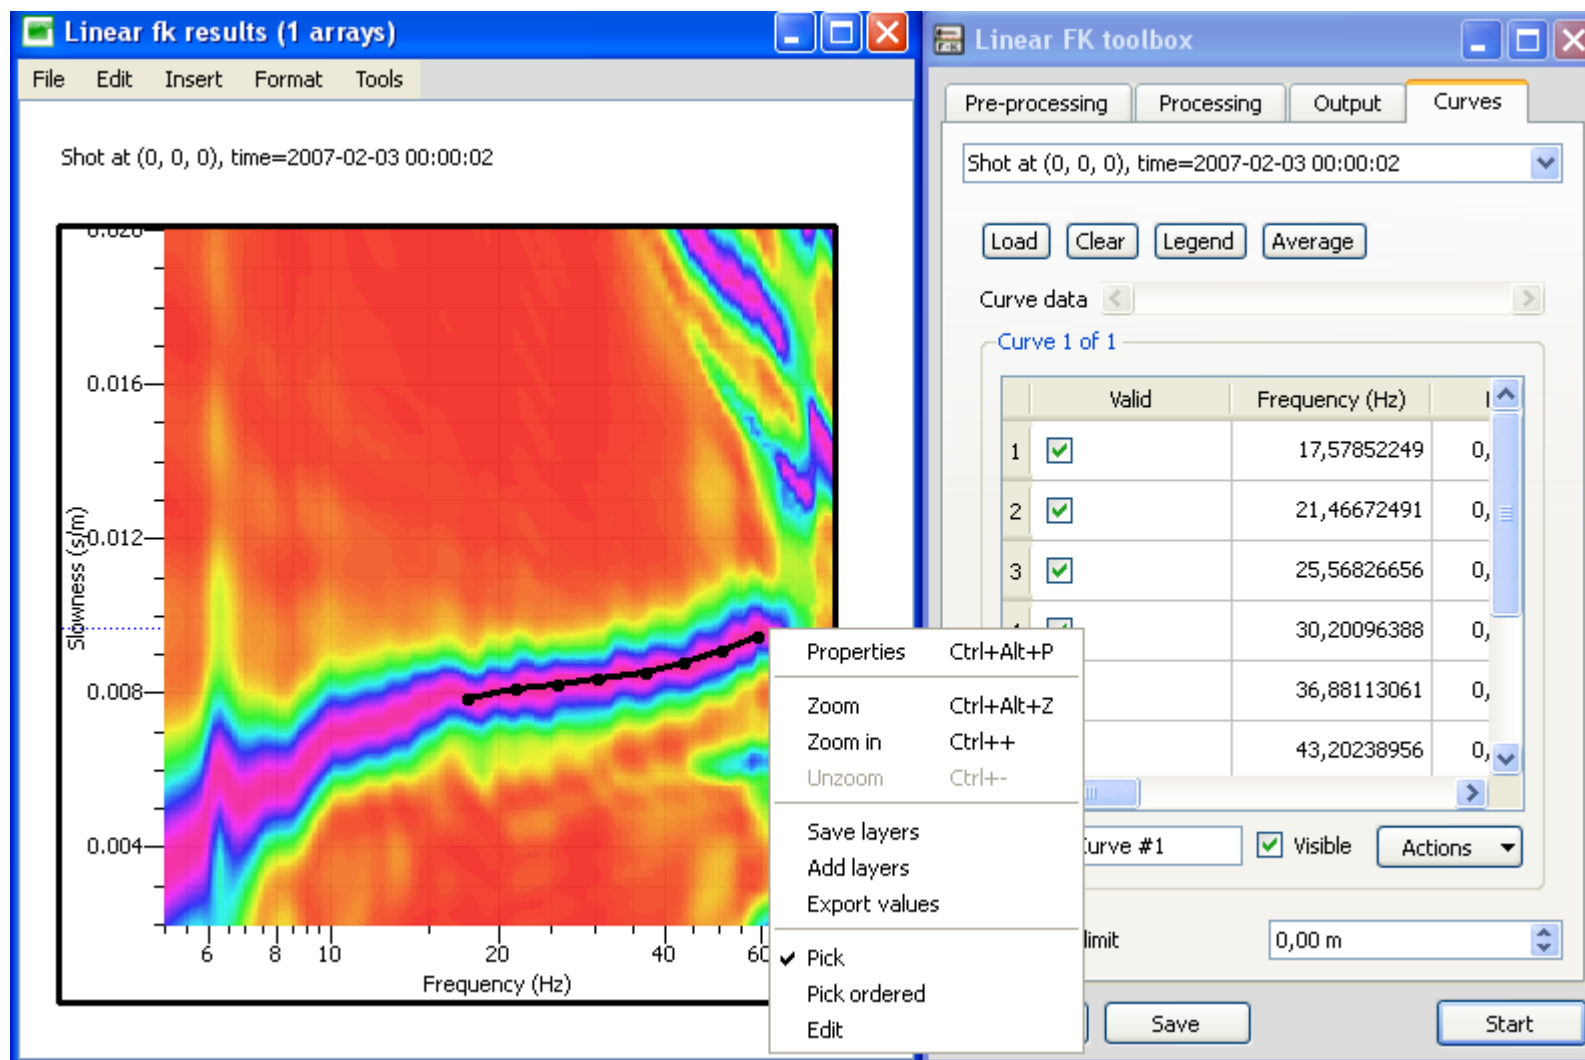 Linear fk results (1 arrays)
File Edit Insert Format Tools
Shot at (0, 0, 0), time=2007-02-03 00:00:02
0.020
0.016
0.012
0.008
0.004
Slowness (s/m)
6 8 10 20 40 60
Frequency (Hz)
Properties Ctrl+Alt+P
Zoom Ctrl+Alt+Z
Zoom in Ctrl++
Unzoom Ctrl+-
Save layers
Add layers
Export values
Pick
Pick ordered
Edit
Linear FK toolbox
Pre-processing Processing Output Curves
Shot at (0, 0, 0), time=2007-02-03 00:00:02
Load Clear Legend Average
Curve data
Curve 1 of 1
Valid Frequency (Hz)
1 17,57852249 0,
2 21,46672491 0,
3 25,56826656 0,
30,20096388 0,
36,88113061 0,
43,20238956 0,
Curve #1 Visible Actions
limit 0,00 m
Save Start